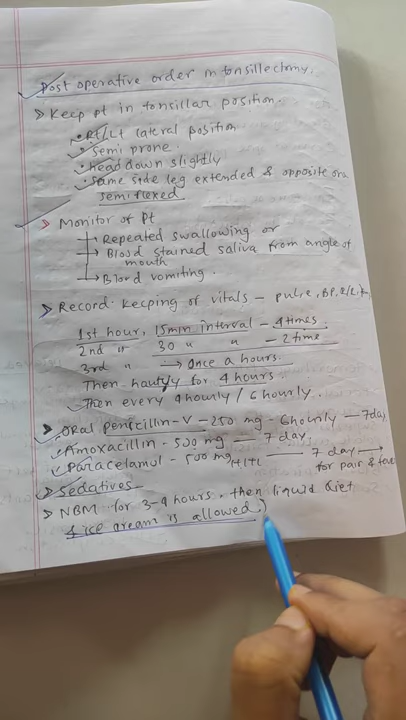 Post operative order in tonsillectomy.
> Keep pt in tonsillar position.
• Rt/Lt lateral position
• Semi prone.
• Head down slightly
• Same side leg extended & opposite one
semiflexed.
> Monitor of Pt
→ Repeated swallowing or
→ Blood stained saliva from angle of
mouth
→ Blood vomiting.
> Record keeping of vitals – pulse, BP,
1st hour, 15min interval – 4 times.
2nd " 30 " " – 2 time
3rd " → Once a hours.
Then for 4 hours.
Then every 4 hourly / 6 hourly.
> Oral Penicillin-V – 250 mg – 6 hourly – 7 day
• Amoxacillin – 500 mg – 7 day
• Paracetamol – 500 mg — 7 day →
for pair &
> Sedatives
> NBM for 3-4 hours. then liquid diet
& ice cream is allowed.